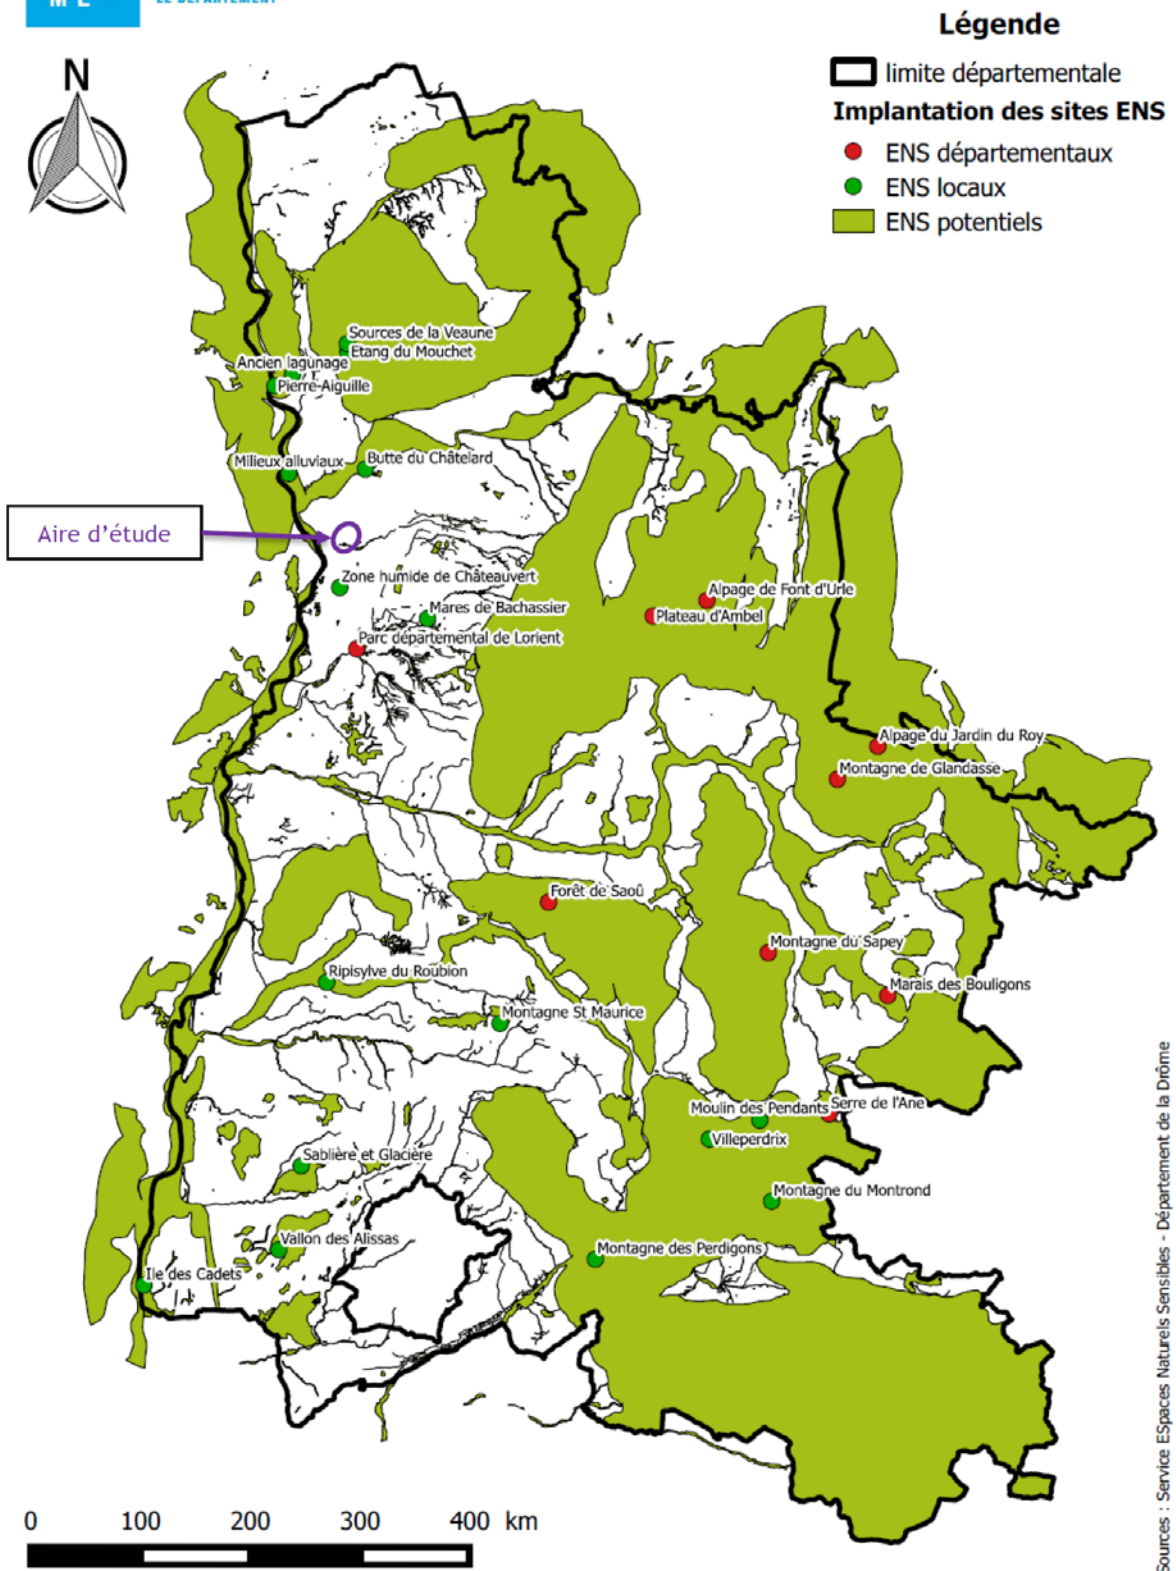 M E
LE DÉPARTEMENT
Légende
limite départementale
Implantation des sites ENS
ENS départementaux
ENS locaux
ENS potentiels
N
Sources de la Veaune
Etang du Mouchet
Ancien lagunage
Pierre-Aiguille
Milieux alluviaux
Butte du Châtelard
Aire d'étude
Zone humide de Châteauvert
Mares de Bachassier
Parc départemental de Lorient
Alpage de Font d'Urle
Plateau d'Ambel
Alpage du Jardin du Roy
Montagne de Glandasse
Forêt de Saoû
Montagne du Sapey
Marais des Bouligons
Ripisylve du Roubion
Montagne St Maurice
Moulin des Pendants
Serre de l'Ane
Villeperdrix
Sablière et Glacière
Montagne du Montrond
Vallon des Alissas
Montagne des Perdigons
Ile des Cadets
0 100 200 300 400 km
Sources : Service ESpaces Naturels Sensibles - Département de la Drôme